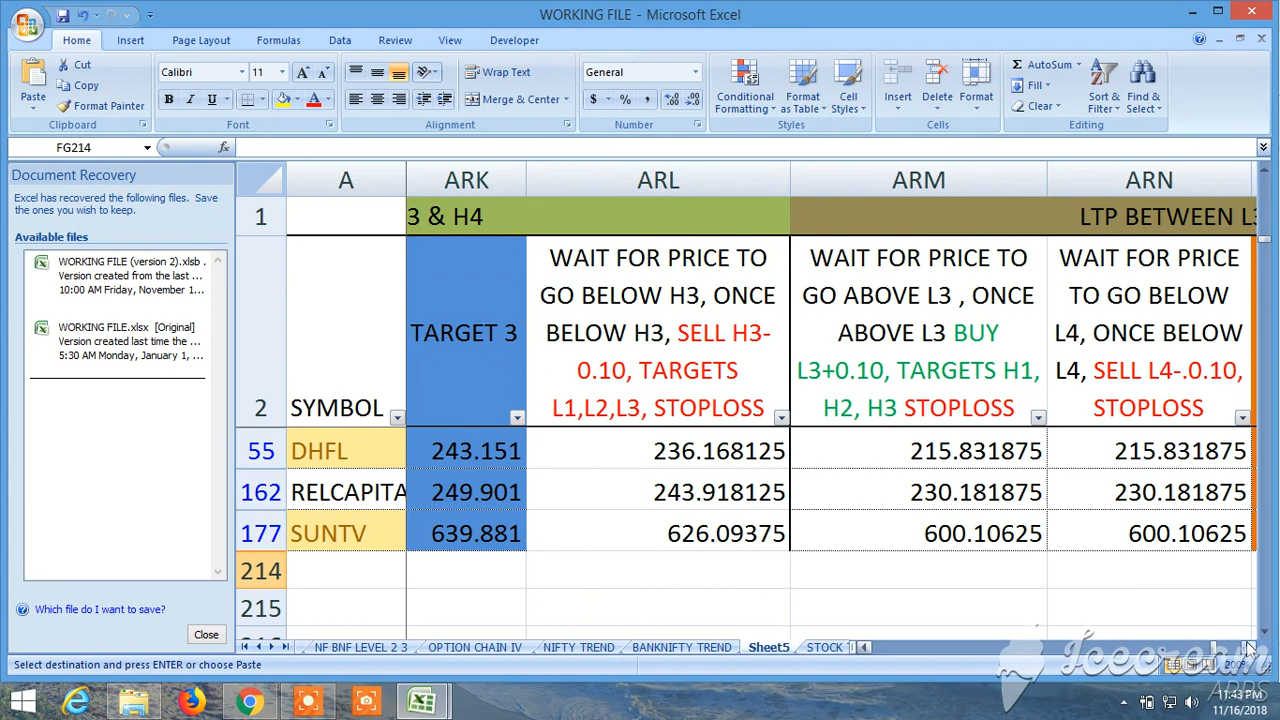 WORKING FILE - Microsoft Excel
Home Insert Page Layout Formulas Data Review View Developer
Paste
Cut
Copy
Format Painter
Clipboard
Calibri 11
B I U
Font
Wrap Text
Merge & Center
Alignment
General
$ % ,
Number
Conditional Formatting
Format as Table
Cell Styles
Styles
Insert Delete Format
Cells
AutoSum
Fill
Clear
Sort & Filter
Find & Select
Editing
FG214
fx
Document Recovery
Excel has recovered the following files. Save
the ones you wish to keep.
Available files
WORKING FILE (version 2).xlsb .
Version created from the last ...
10:00 AM Friday, November 1...
WORKING FILE.xlsx [Original]
Version created last time the ...
5:30 AM Monday, January 1, ...
Which file do I want to save?
Close
A ARK ARL ARM ARN
1 3 & H4 LTP BETWEEN L3
2 SYMBOL
TARGET 3
WAIT FOR PRICE TO
GO BELOW H3, ONCE
BELOW H3, SELL H3-
0.10, TARGETS
L1,L2,L3, STOPLOSS
WAIT FOR PRICE TO
GO ABOVE L3 , ONCE
ABOVE L3 BUY
L3+0.10, TARGETS H1,
H2, H3 STOPLOSS
WAIT FOR PRICE
TO GO BELOW
L4, ONCE BELOW
L4, SELL L4-.0.10,
STOPLOSS
55 DHFL 243.151 236.168125 215.831875 215.831875
162 RELCAPITA 249.901 243.918125 230.181875 230.181875
177 SUNTV 639.881 626.09375 600.10625 600.10625
214
215
NF BNF LEVEL 2 3 OPTION CHAIN IV NIFTY TREND BANKNIFTY TREND Sheet5 STOCK
Select destination and press ENTER or choose Paste
Icecream
APPS
11:43 PM
11/16/2018